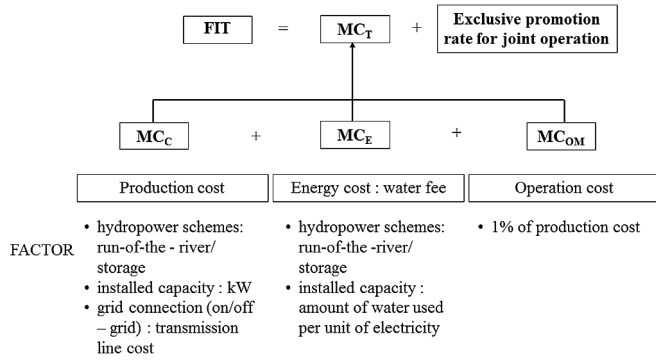 FIT = MC_T + Exclusive promotion
rate for joint operation
MC_C + MC_E + MC_OM
Production cost
Energy cost : water fee
Operation cost
FACTOR
• hydropower schemes:
run-of-the - river/
storage
• installed capacity : kW
• grid connection (on/off
– grid) : transmission
line cost
• hydropower schemes:
run-of-the -river/
storage
• installed capacity :
amount of water used
per unit of electricity
• 1% of production cost